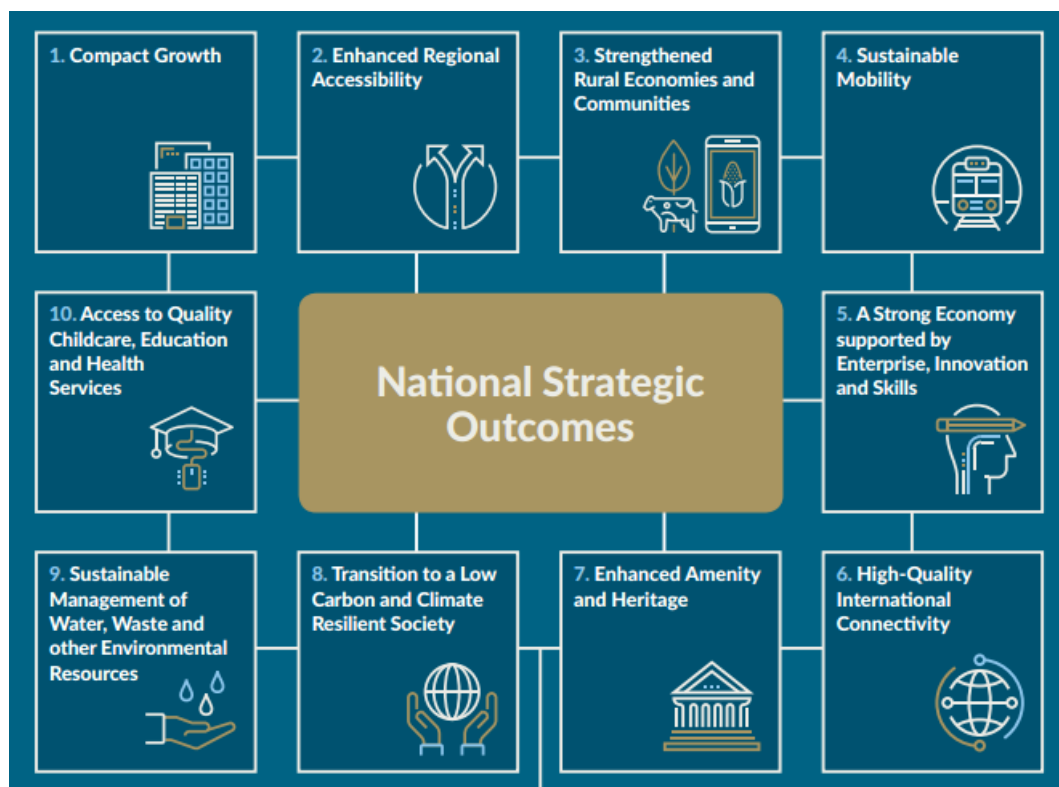 1. Compact Growth
2. Enhanced Regional
Accessibility
3. Strengthened
Rural Economies and
Communities
4. Sustainable
Mobility
10. Access to Quality
Childcare, Education
and Health
Services
National Strategic
Outcomes
5. A Strong Economy
supported by
Enterprise, Innovation
and Skills
9. Sustainable
Management of
Water, Waste and
other Environmental
Resources
8. Transition to a Low
Carbon and Climate
Resilient Society
7. Enhanced Amenity
and Heritage
6. High-Quality
International
Connectivity